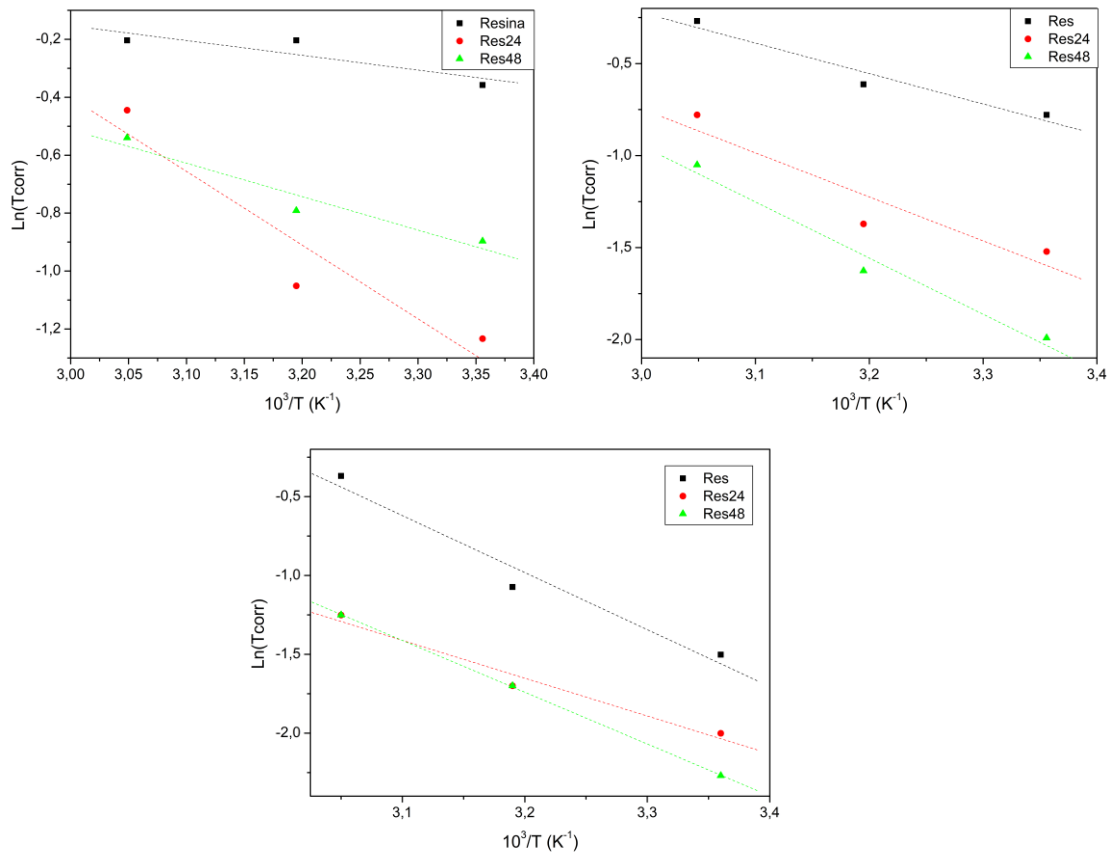 Resina
Res24
Res48
-0,2
-0,4
-0,6
-0,8
-1,0
-1,2
Ln(Tcorr)
3,00 3,05 3,10 3,15 3,20 3,25 3,30 3,35 3,40
10³/T (K⁻¹)
Res
Res24
Res48
-0,5
-1,0
-1,5
-2,0
Ln(Tcorr)
3,0 3,1 3,2 3,3 3,4
10³/T (K⁻¹)
Res
Res24
Res48
-0,5
-1,0
-1,5
-2,0
Ln(Tcorr)
3,1 3,2 3,3 3,4
10³/T (K⁻¹)